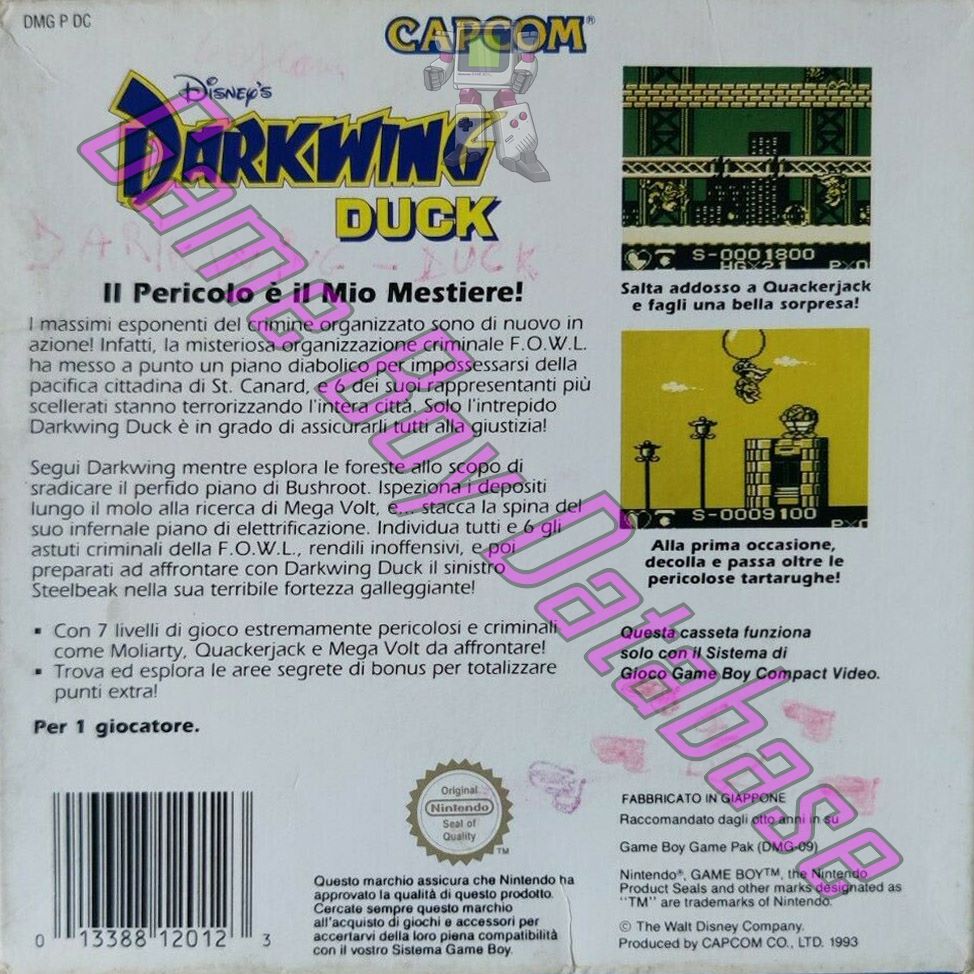 DMG P DC
CAPCOM®
Disney's
DARKWING
DUCK
DARKWING - DUCK
Il Pericolo è il Mio Mestiere!
I massimi esponenti del crimine organizzato sono di nuovo in
azione! Infatti, la misteriosa organizzazione criminale F.O.W.L.
ha messo a punto un piano diabolico per impossessarsi della
pacifica cittadina di St. Canard, e 6 dei suoi rappresentanti più
scellerati stanno terrorizzando l'intera città. Solo l'intrepido
Darkwing Duck è in grado di assicurarli tutti alla giustizia!
Segui Darkwing mentre esplora le foreste allo scopo di
sradicare il perfido piano di Bushroot. Ispeziona i depositi
lungo il molo alla ricerca di Mega Volt, e... stacca la spina del
suo infernale piano di elettrificazione. Individua tutti e 6 gli
astuti criminali della F.O.W.L., rendili inoffensivi, e poi
preparati ad affrontare con Darkwing Duck il sinistro
Steelbeak nella sua terribile fortezza galleggiante!
▪ Con 7 livelli di gioco estremamente pericolosi e criminali
come Moliarty, Quackerjack e Mega Volt da affrontare!
▪ Trova ed esplora le aree segrete di bonus per totalizzare
punti extra!
Per 1 giocatore.
S-0001800
HG×21 P×0
Salta addosso a Quackerjack
e fagli una bella sorpresa!
S-0009100
P×0
Alla prima occasione,
decolla e passa oltre le
pericolose tartarughe!
Questa casseta funziona
solo con il Sistema di
Gioco Game Boy Compact Video.
Game Boy Database
0 13388 12012 3
Original
Nintendo
Seal of
Quality
TM
Questo marchio assicura che Nintendo ha
approvato la qualità di questo prodotto.
Cercate sempre questo marchio
all'acquisto di giochi e accessori per
accertarvi della loro piena compatibilità
con il vostro Sistema Game Boy.
FABBRICATO IN GIAPPONE
Raccomandato dagli otto anni in su
Game Boy Game Pak (DMG-09)
Nintendo®, GAME BOY™, the Nintendo
Product Seals and other marks designated as
"TM" are trademarks of Nintendo.
© The Walt Disney Company.
Produced by CAPCOM CO., LTD. 1993